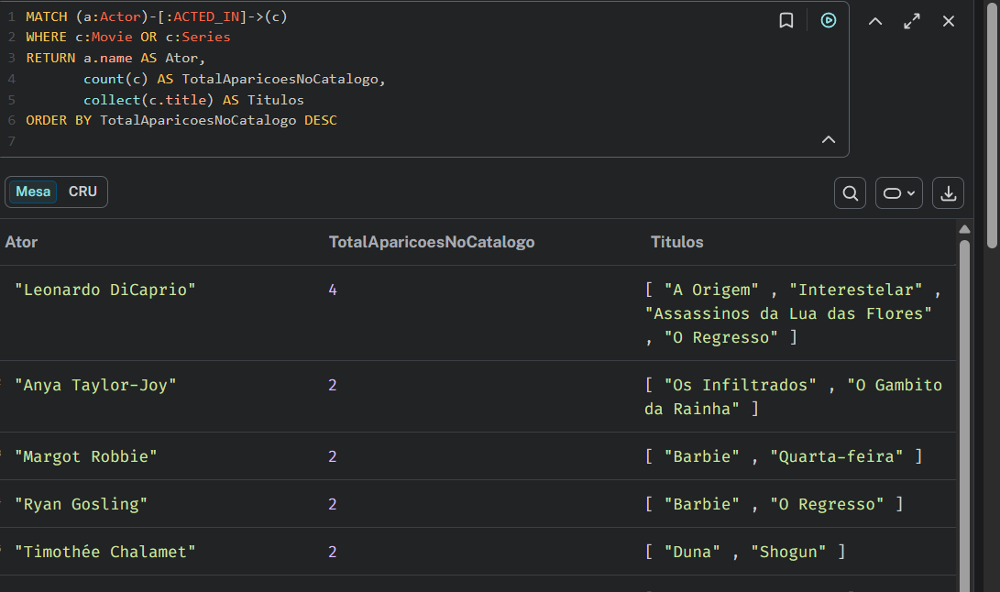 1 MATCH (a:Actor)-[:ACTED_IN]->(c)
2 WHERE c:Movie OR c:Series
3 RETURN a.name AS Ator,
4 count(c) AS TotalAparicoesNoCatalogo,
5 collect(c.title) AS Titulos
6 ORDER BY TotalAparicoesNoCatalogo DESC
7
Mesa CRU
Ator TotalAparicoesNoCatalogo Titulos
"Leonardo DiCaprio" 4 [ "A Origem" , "Interestelar" ,
"Assassinos da Lua das Flores"
, "O Regresso" ]
"Anya Taylor-Joy" 2 [ "Os Infiltrados" , "O Gambito
da Rainha" ]
"Margot Robbie" 2 [ "Barbie" , "Quarta-feira" ]
"Ryan Gosling" 2 [ "Barbie" , "O Regresso" ]
"Timothée Chalamet" 2 [ "Duna" , "Shogun" ]